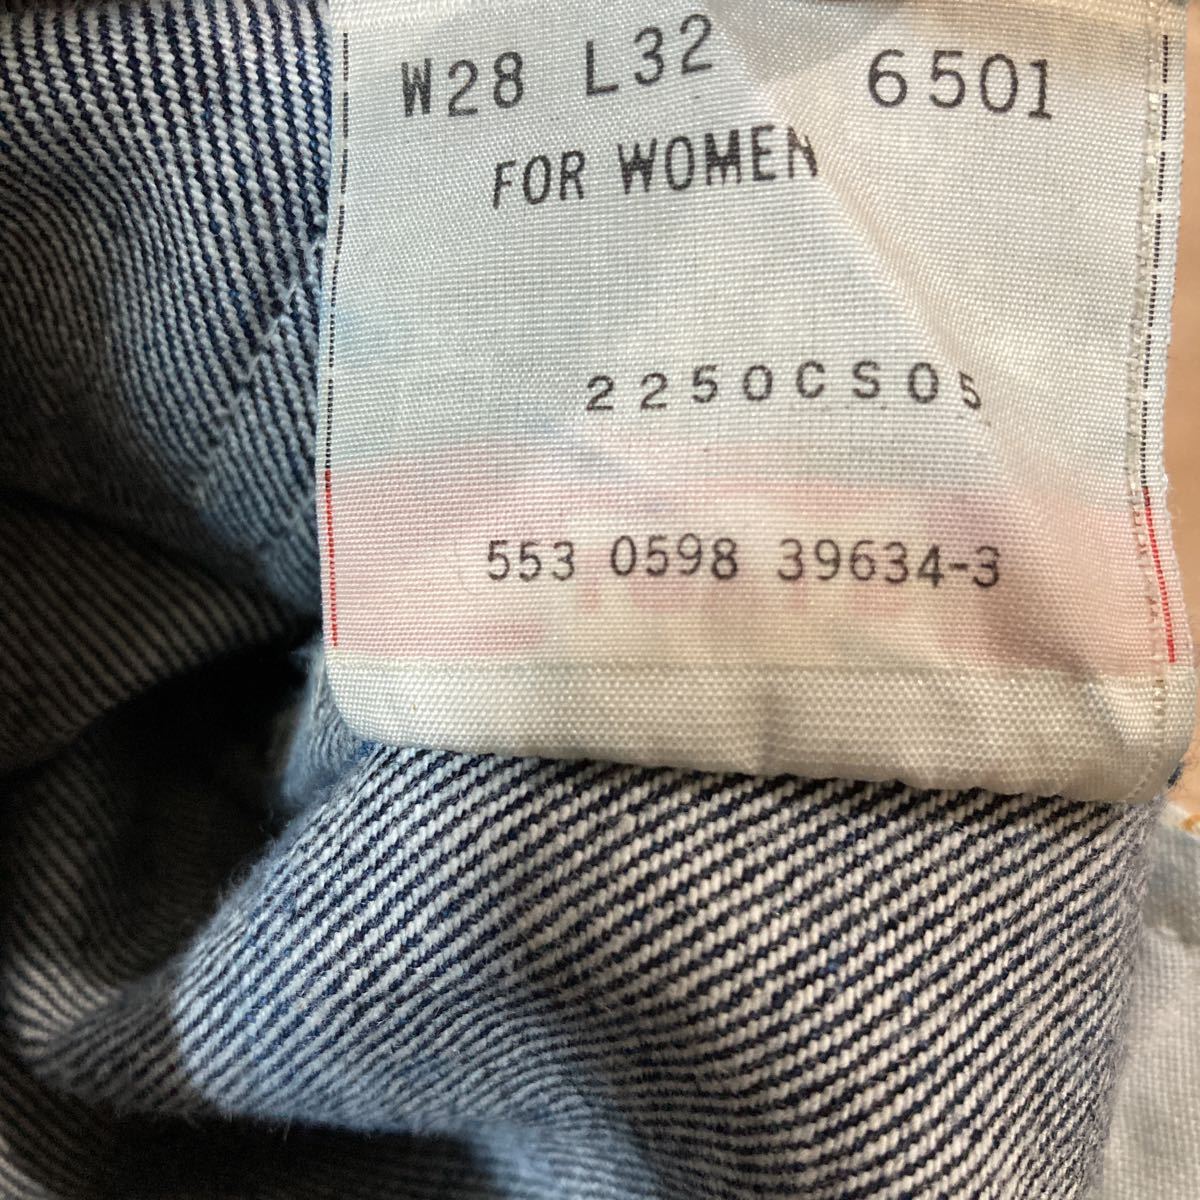 W28 L32 6501
FOR WOMEN
2250CS05
553 0598 39634-3